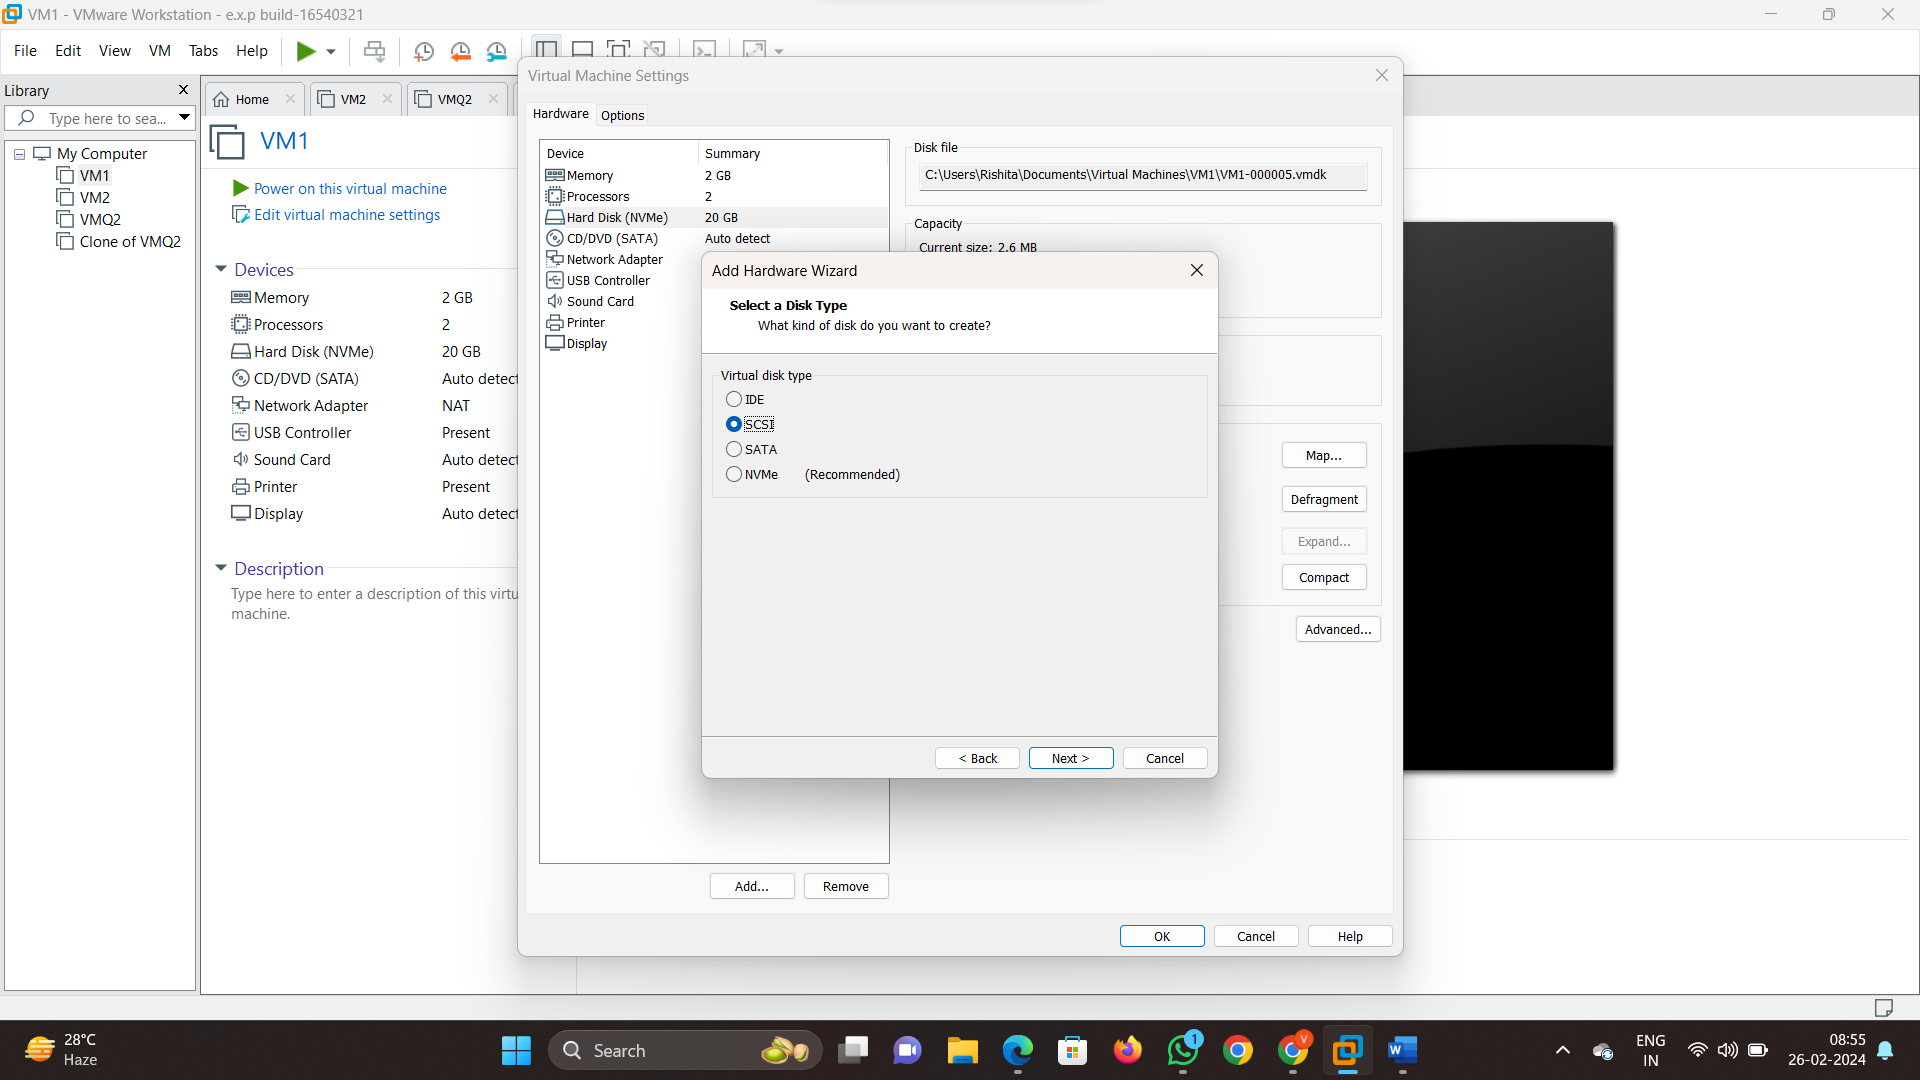 VM1 - VMware Workstation - e.x.p build-16540321
File Edit View VM Tabs Help
Library
Type here to sea...
My Computer
VM1
VM2
VMQ2
Clone of VMQ2
Home
VM2
VMQ2
VM1
Power on this virtual machine
Edit virtual machine settings
Devices
Memory 2 GB
Processors 2
Hard Disk (NVMe) 20 GB
CD/DVD (SATA) Auto detect
Network Adapter NAT
USB Controller Present
Sound Card Auto detect
Printer Present
Display Auto detect
Description
Type here to enter a description of this virtu
machine.
Virtual Machine Settings
Hardware Options
Device Summary
Memory 2 GB
Processors 2
Hard Disk (NVMe) 20 GB
CD/DVD (SATA) Auto detect
Network Adapter
USB Controller
Sound Card
Printer
Display
Add... Remove
Disk file
C:\Users\Rishita\Documents\Virtual Machines\VM1\VM1-000005.vmdk
Capacity
Current size: 2.6 MB
Map...
Defragment
Expand...
Compact
Advanced...
OK Cancel Help
Add Hardware Wizard
Select a Disk Type
What kind of disk do you want to create?
Virtual disk type
IDE
SCSI
SATA
NVMe (Recommended)
< Back Next > Cancel
28°C
Haze
Search
1
V
W
ENG
IN
08:55
26-02-2024